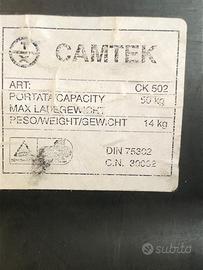 CAMTEK
ART: CK 502
PORTATA/CAPACITY 50 kg
MAX LADEGEWICHT
PESO/WEIGHT/GEWICHT 14 kg
DIN 75302
C.N. 30002
subito